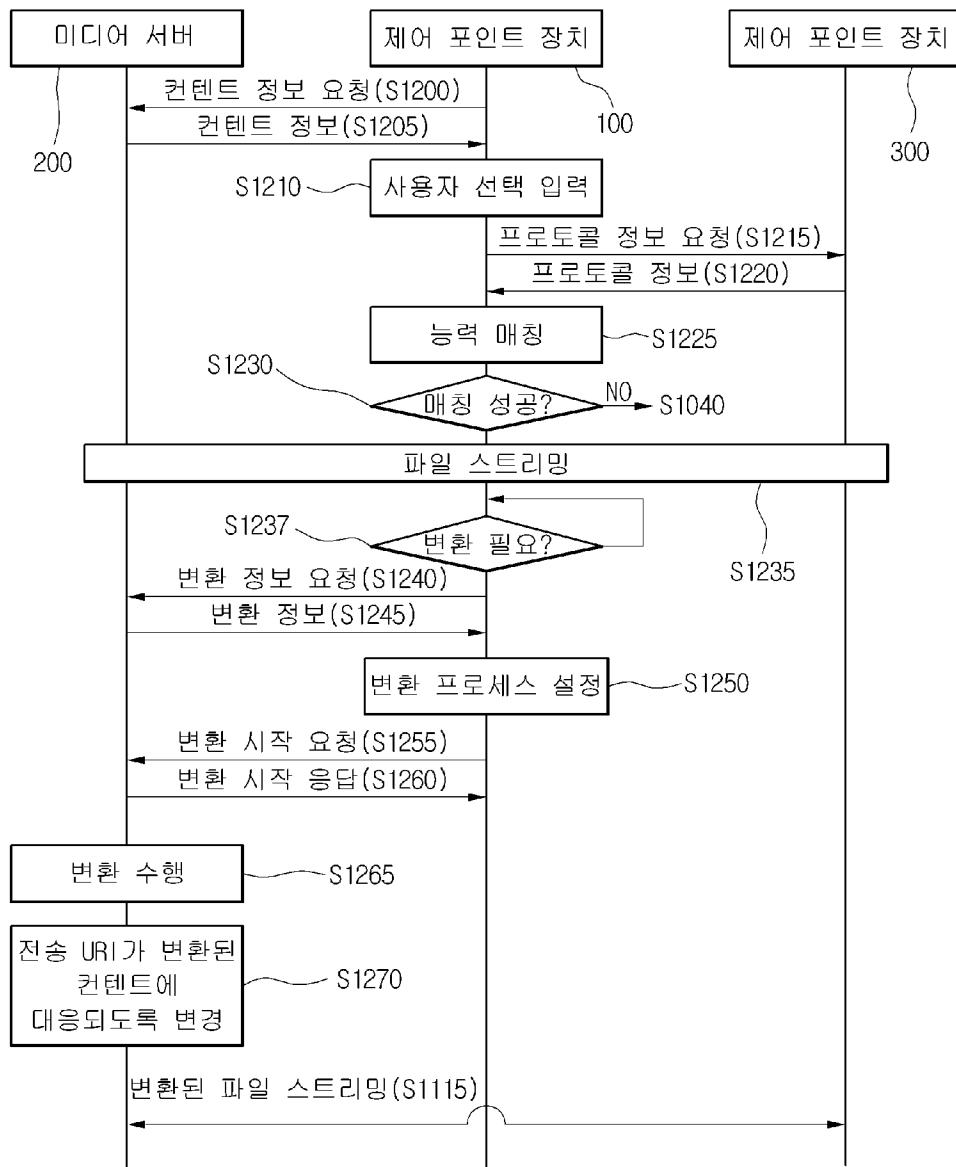 미디어 서버
제어 포인트 장치
제어 포인트 장치
컨텐트 정보 요청(S1200)
컨텐트 정보(S1205)
200
100
300
S1210
사용자 선택 입력
프로토콜 정보 요청(S1215)
프로토콜 정보(S1220)
능력 매칭
S1225
S1230
매칭 성공?
NO
S1040
파일 스트리밍
S1237
변환 필요?
S1235
변환 정보 요청(S1240)
변환 정보(S1245)
변환 프로세스 설정
S1250
변환 시작 요청(S1255)
변환 시작 응답(S1260)
변환 수행
S1265
전송 URI가 변환된
컨텐트에
대응되도록 변경
S1270
변환된 파일 스트리밍(S1115)